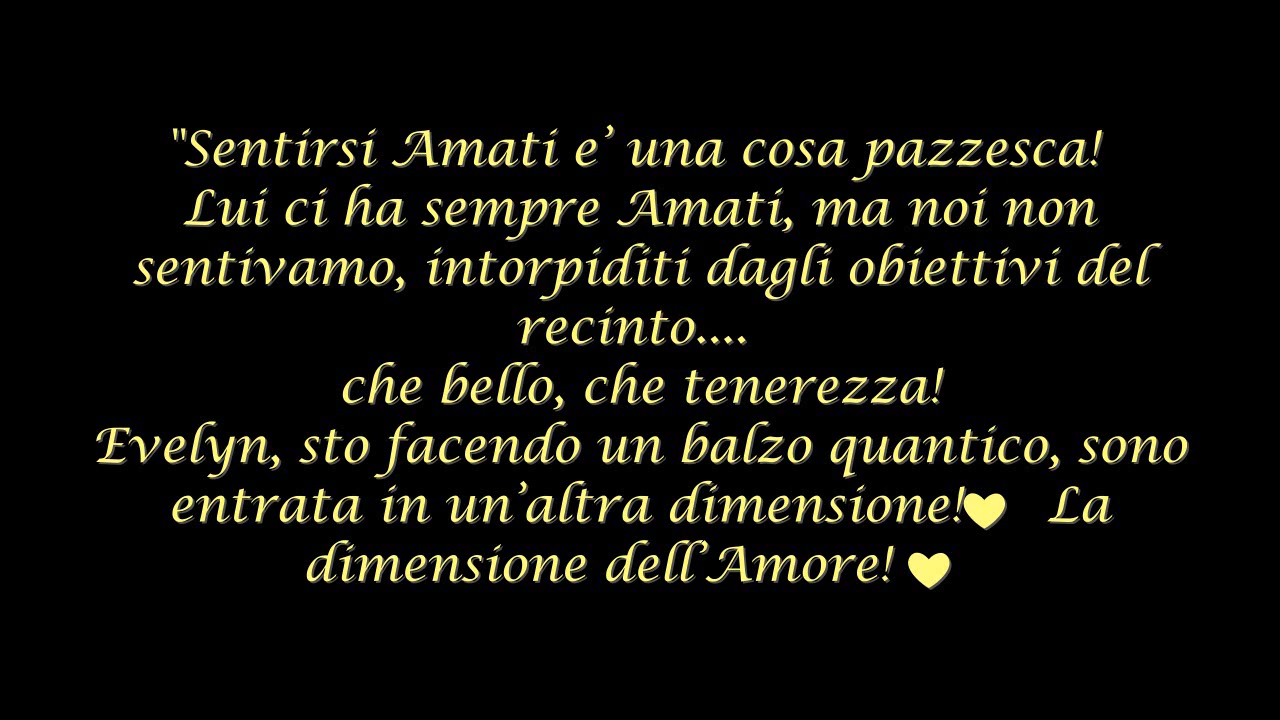 "Sentirsi Amati e’ una cosa pazzesca!
Lui ci ha sempre Amati, ma noi non
sentivamo, intorpiditi dagli obiettivi del
recinto....
che bello, che tenerezza!
Evelyn, sto facendo un balzo quantico, sono
entrata in un’altra dimensione!♥ La
dimensione dell’Amore! ♥